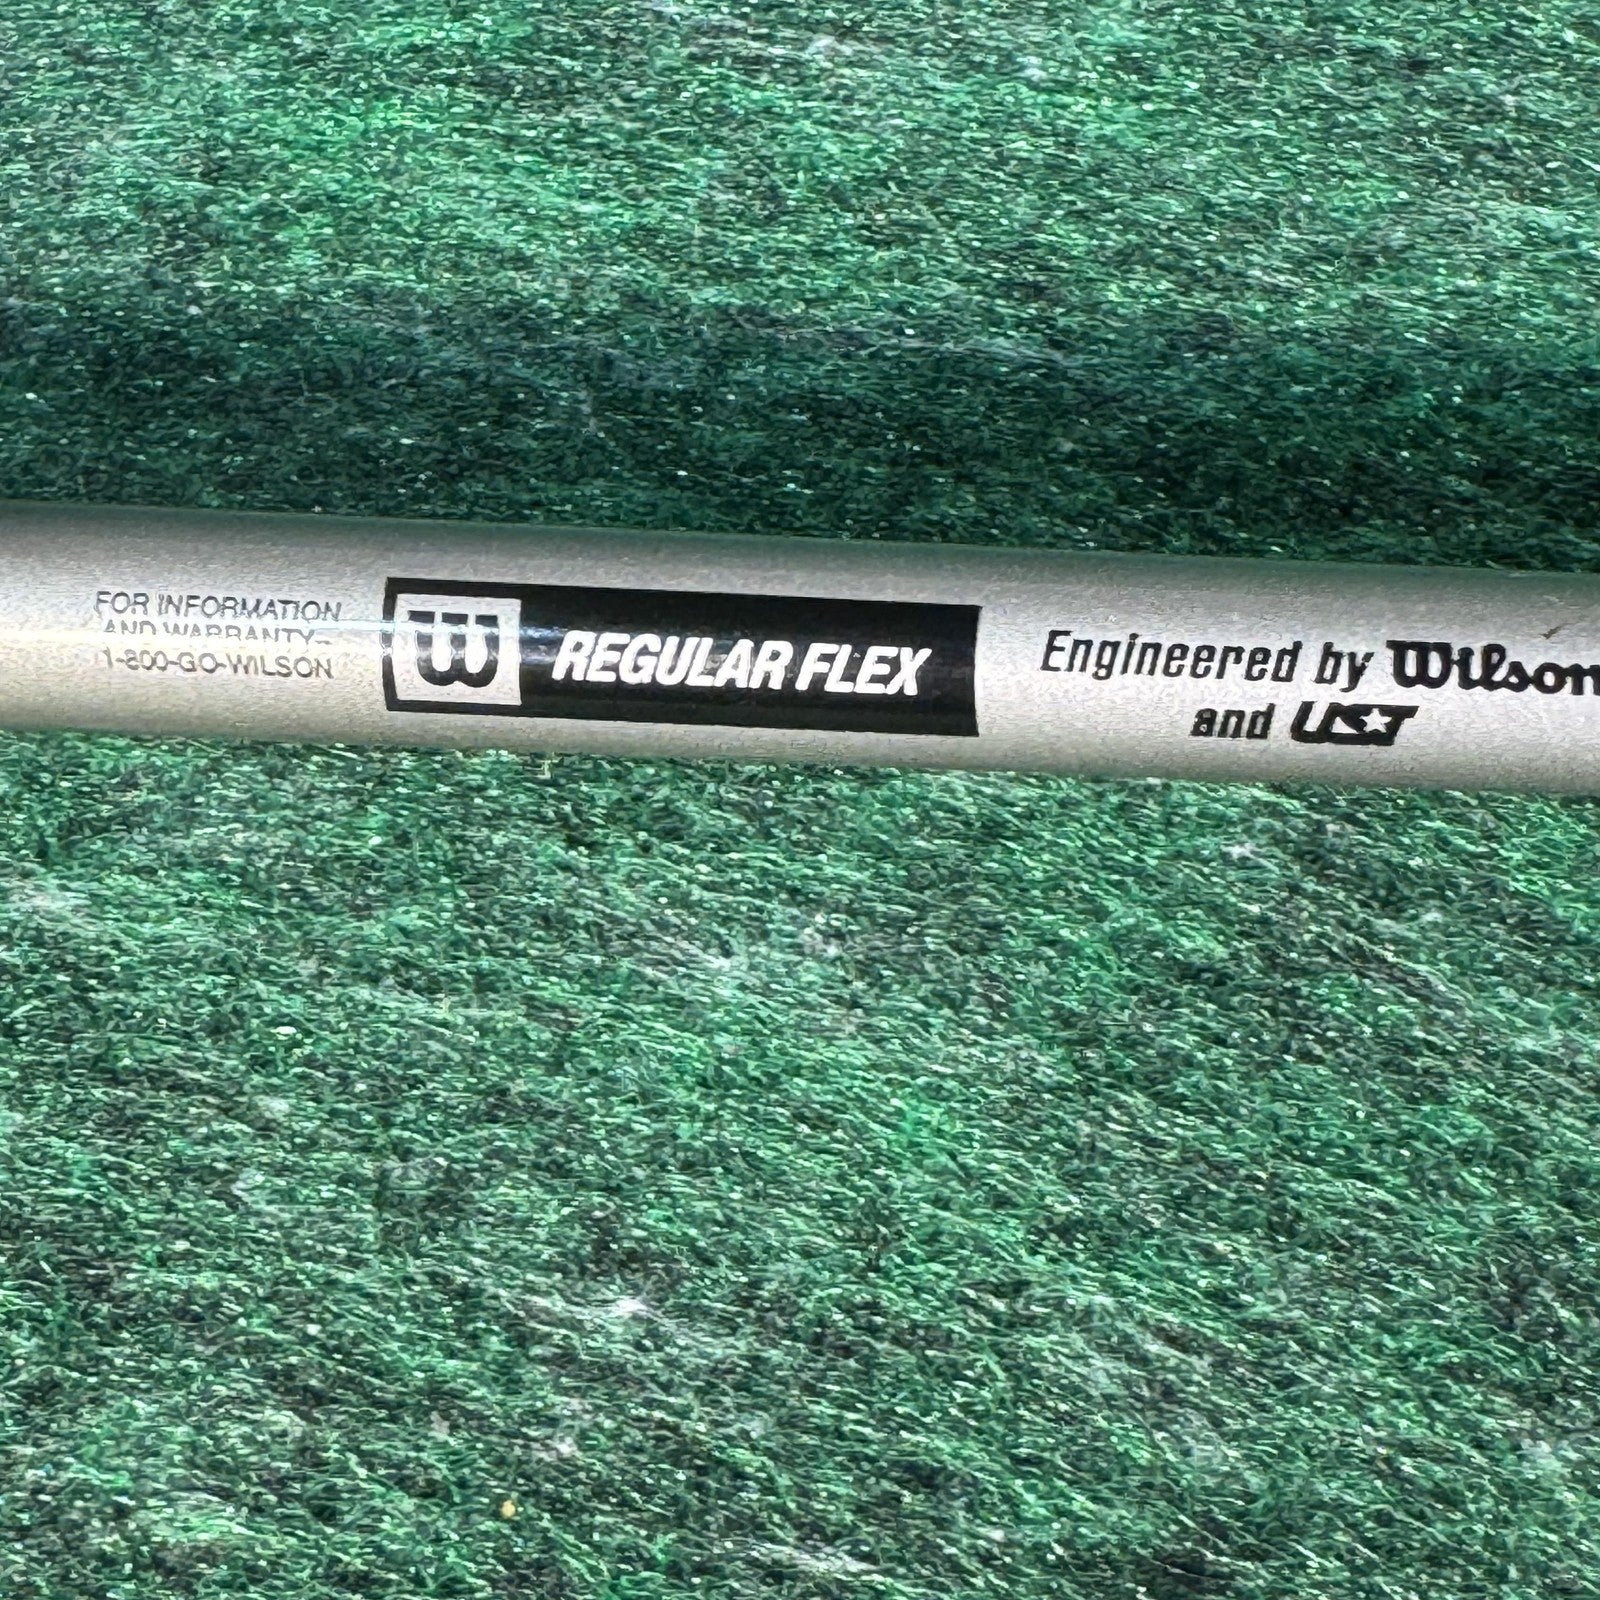 FOR INFORMATION
AND WARRANTY-
1-800-GO-WILSON
W REGULAR FLEX
Engineered by Wilson
and UST